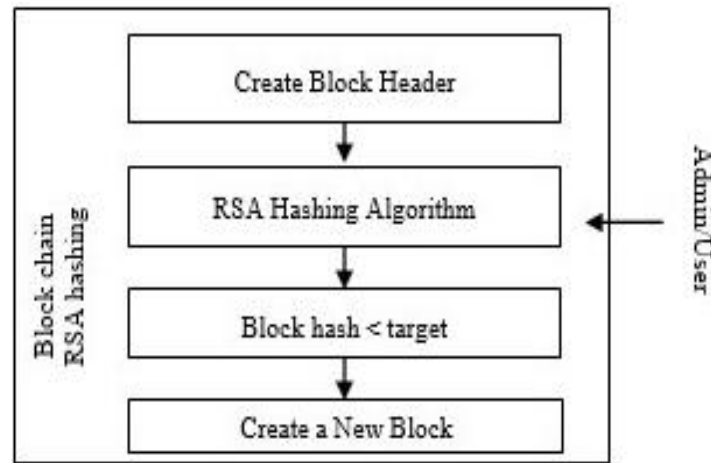 Create Block Header
RSA Hashing Algorithm
Block hash < target
Create a New Block
Block chain
RSA hashing
Admin/User